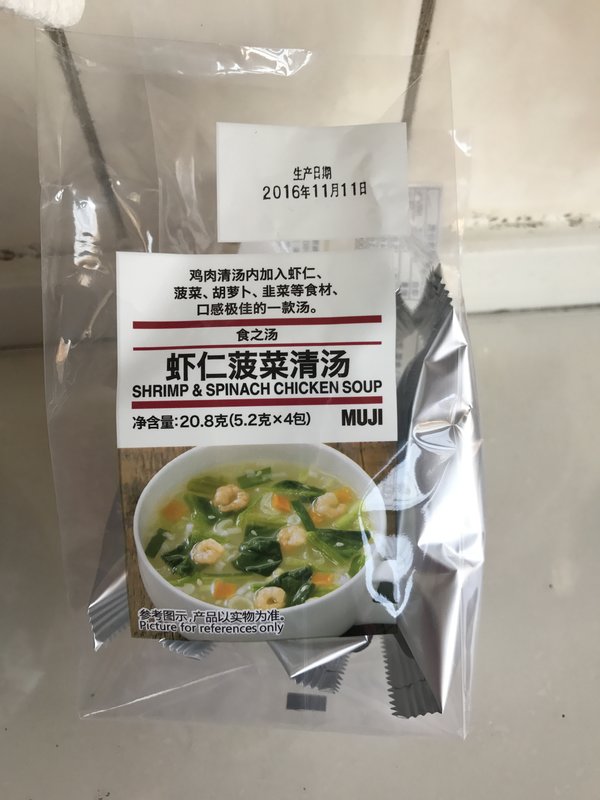 生产日期
2016年11月11日
鸡肉清汤内加入虾仁、
菠菜、胡萝卜、韭菜等食材、
口感极佳的一款汤。
食之汤
虾仁菠菜清汤
SHRIMP & SPINACH CHICKEN SOUP
净含量:20.8克(5.2克×4包) MUJI
参考图示,产品以实物为准。
Picture for references only